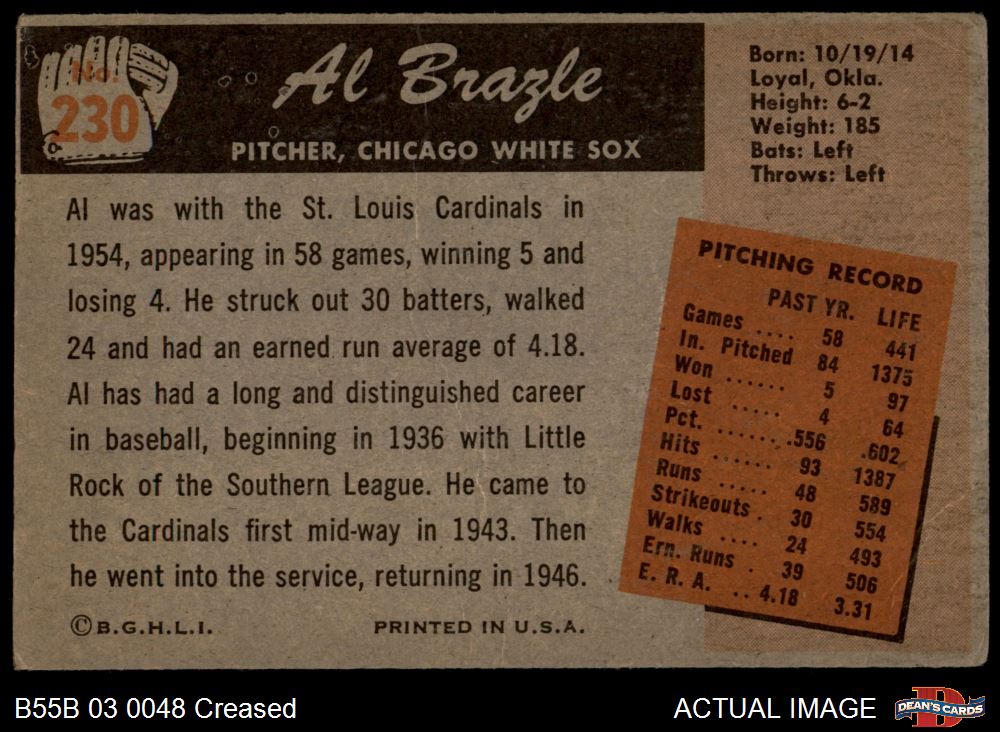 No.
230
Al Brazle
PITCHER, CHICAGO WHITE SOX
Born: 10/19/14
Loyal, Okla.
Height: 6-2
Weight: 185
Bats: Left
Throws: Left
Al was with the St. Louis Cardinals in
1954, appearing in 58 games, winning 5 and
losing 4. He struck out 30 batters, walked
24 and had an earned run average of 4.18.
Al has had a long and distinguished career
in baseball, beginning in 1936 with Little
Rock of the Southern League. He came to
the Cardinals first mid-way in 1943. Then
he went into the service, returning in 1946.
© B.G.H.L.I. PRINTED IN U.S.A.
PITCHING RECORD
PAST YR. LIFE
Games .... 58 441
In. Pitched 84 1375
Won ...... 5 97
Lost ..... 4 64
Pct. ....... .556 .602
Hits ...... 93 1387
Runs ..... 48 589
Strikeouts . 30 554
Walks .... 24 493
Ern. Runs . 39 506
E. R. A. .. 4.18 3.31
B55B 03 0048 Creased
ACTUAL IMAGE
D
DEAN'S CARDS